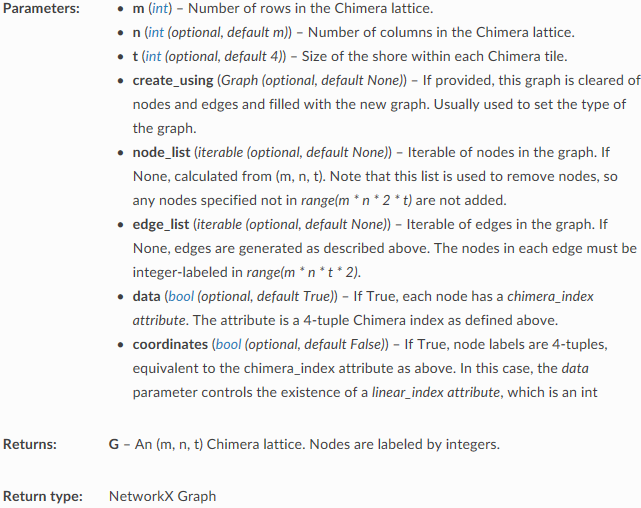 Parameters:
• m (int) – Number of rows in the Chimera lattice.
• n (int (optional, default m)) – Number of columns in the Chimera lattice.
• t (int (optional, default 4)) – Size of the shore within each Chimera tile.
• create_using (Graph (optional, default None)) – If provided, this graph is cleared of
nodes and edges and filled with the new graph. Usually used to set the type of
the graph.
• node_list (iterable (optional, default None)) – Iterable of nodes in the graph. If
None, calculated from (m, n, t). Note that this list is used to remove nodes, so
any nodes specified not in range(m * n * 2 * t) are not added.
• edge_list (iterable (optional, default None)) – Iterable of edges in the graph. If
None, edges are generated as described above. The nodes in each edge must be
integer-labeled in range(m * n * t * 2).
• data (bool (optional, default True)) – If True, each node has a chimera_index
attribute. The attribute is a 4-tuple Chimera index as defined above.
• coordinates (bool (optional, default False)) – If True, node labels are 4-tuples,
equivalent to the chimera_index attribute as above. In this case, the data
parameter controls the existence of a linear_index attribute, which is an int
Returns: G – An (m, n, t) Chimera lattice. Nodes are labeled by integers.
Return type: NetworkX Graph